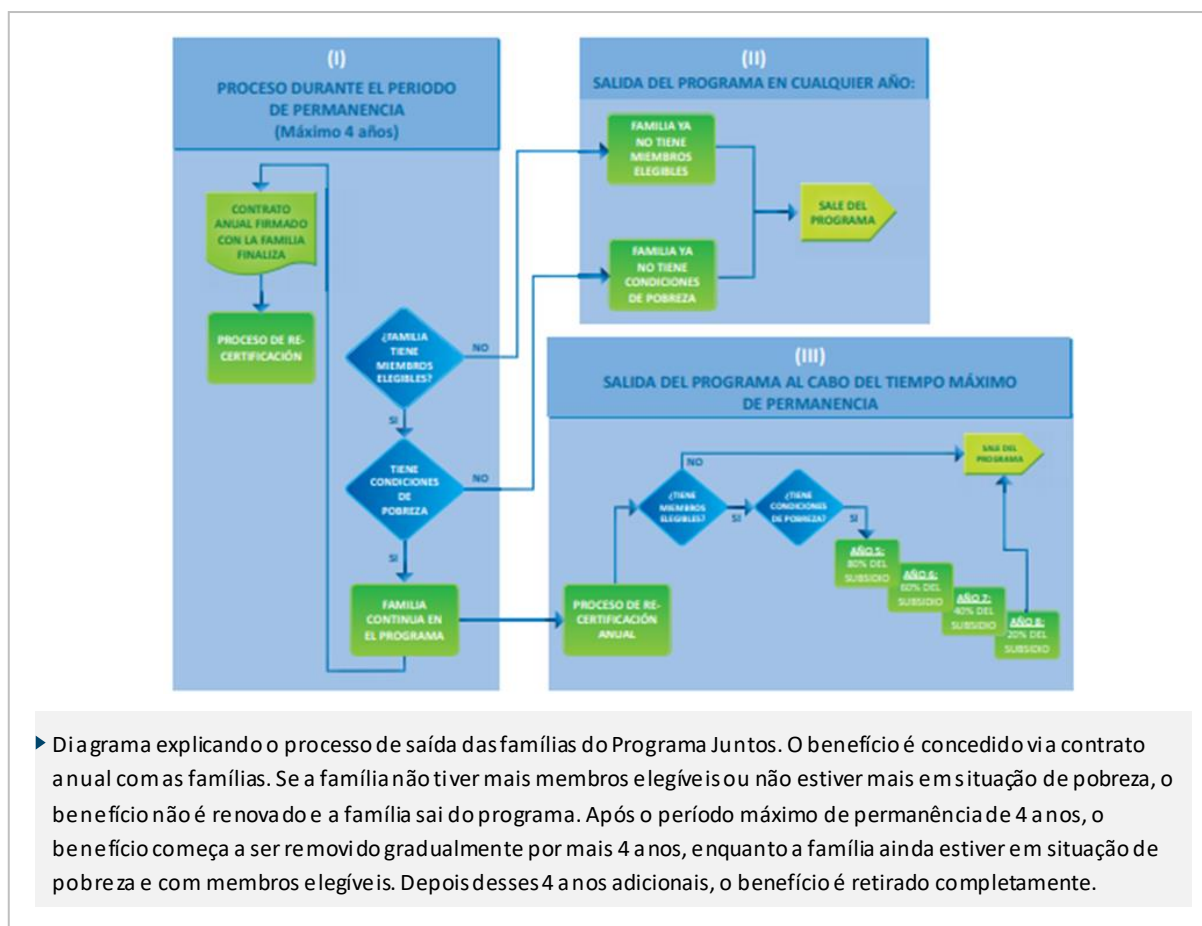 (I)
PROCESO DURANTE EL PERIODO
DE PERMANENCIA
(Máximo 4 años)
CONTRATO
ANUAL FIRMADO
CON LA FAMILIA
FINALIZA
PROCESO DE RE-
CERTIFICACIÓN
¿FAMILIA
TIENE
MIEMBROS
ELEGIBLES?
NO
SI
TIENE
CONDICIONES
DE
POBREZA
NO
SI
FAMILIA
CONTINUA EN
EL PROGRAMA
(II)
SALIDA DEL PROGRAMA EN CUALQUIER AÑO:
FAMILIA YA
NO TIENE
MIEMBROS
ELEGIBLES
FAMILIA YA
NO TIENE
CONDICIONES
DE POBREZA
SALE DEL
PROGRAMA
(III)
SALIDA DEL PROGRAMA AL CABO DEL TIEMPO MÁXIMO
DE PERMANENCIA
PROCESO DE RE-
CERTIFICACIÓN
ANUAL
¿TIENE
MIEMBROS
ELEGIBLES?
NO
SI
¿TIENE
CONDICIONES
DE POBREZA?
SI
AÑO 5:
80% DEL
SUBSIDIO
AÑO 6:
60% DEL
SUBSIDIO
AÑO 7:
40% DEL
SUBSIDIO
AÑO 8:
20% DEL
SUBSIDIO
SALE DEL
PROGRAMA
Diagrama explicando o processo de saída das famílias do Programa Juntos. O benefício é concedido via contrato
anual com as famílias. Se a família não tiver mais membros elegíveis ou não estiver mais em situação de pobreza, o
benefício não é renovado e a família sai do programa. Após o período máximo de permanência de 4 anos, o
benefício começa a ser removido gradualmente por mais 4 anos, enquanto a família ainda estiver em situação de
pobreza e com membros elegíveis. Depois desses 4 anos adicionais, o benefício é retirado completamente.